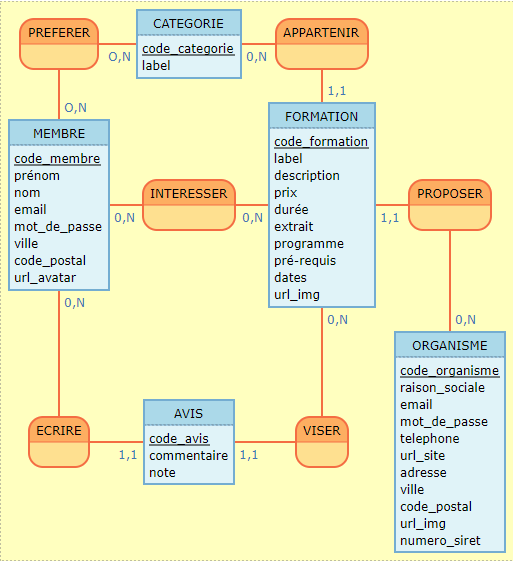 PREFERER
CATEGORIE
code_categorie
label
APPARTENIR
O,N
0,N
O,N
1,1
MEMBRE
code_membre
prénom
nom
email
mot_de_passe
ville
code_postal
url_avatar
INTERESSER
0,N
0,N
FORMATION
code_formation
label
description
prix
durée
extrait
programme
pré-requis
dates
url_img
PROPOSER
1,1
0,N
0,N
0,N
ORGANISME
code_organisme
raison_sociale
email
mot_de_passe
telephone
url_site
adresse
ville
code_postal
url_img
numero_siret
ECRIRE
1,1
AVIS
code_avis
commentaire
note
1,1
VISER